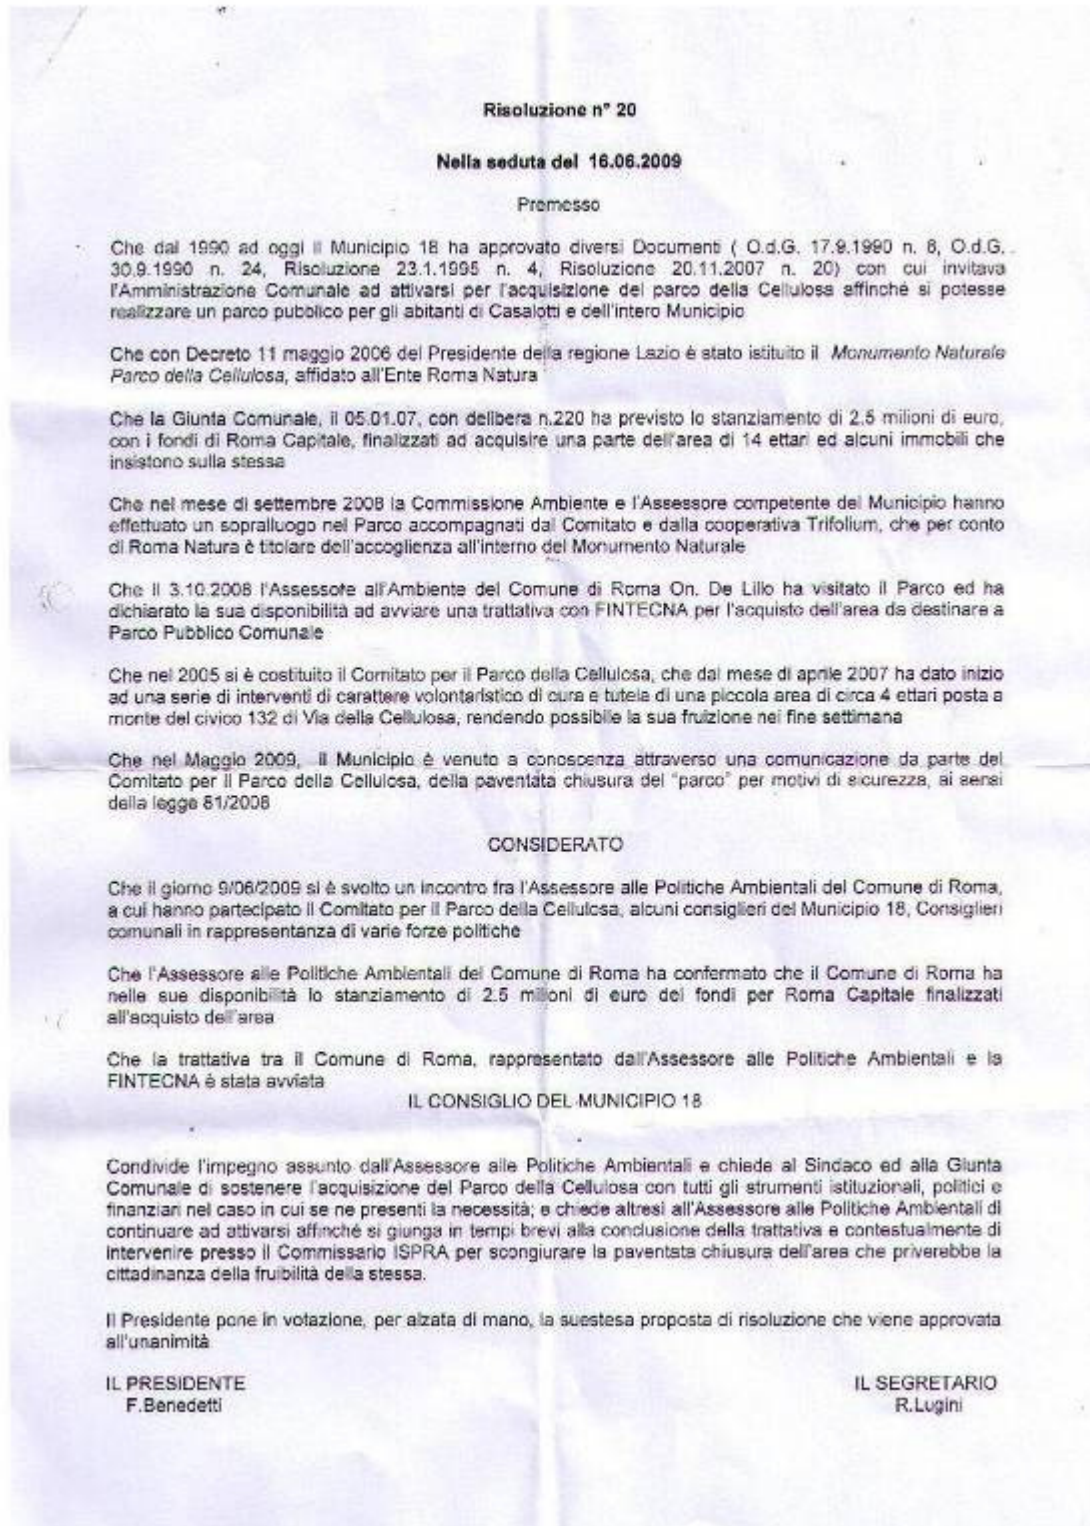 Risoluzione n° 20
Nella seduta del 16.06.2009
Premesso
Che dal 1990 ad oggi il Municipio 18 ha approvato diversi Documenti ( O.d.G. 17.9.1990 n. 8, O.d.G.
30.9.1990 n. 24, Risoluzione 23.1.1995 n. 4, Risoluzione 20.11.2007 n. 20) con cui invitava
l'Amministrazione Comunale ad attivarsi per l'acquisizione del parco della Cellulosa affinché si potesse
realizzare un parco pubblico per gli abitanti di Casalotti e dell'intero Municipio
Che con Decreto 11 maggio 2006 del Presidente della regione Lazio è stato istituito il Monumento Naturale
Parco della Cellulosa, affidato all'Ente Roma Natura
Che la Giunta Comunale, il 05.01.07, con delibera n.220 ha previsto lo stanziamento di 2.5 milioni di euro,
con i fondi di Roma Capitale, finalizzati ad acquisire una parte dell'area di 14 ettari ed alcuni immobili che
insistono sulla stessa
Che nel mese di settembre 2008 la Commissione Ambiente e l'Assessore competente del Municipio hanno
effettuato un sopralluogo nel Parco accompagnati dal Comitato e dalla cooperativa Trifolium, che per conto
di Roma Natura è titolare dell'accoglienza all'interno del Monumento Naturale
Che il 3.10.2008 l'Assessore all'Ambiente del Comune di Roma On. De Lillo ha visitato il Parco ed ha
dichiarato la sua disponibilità ad avviare una trattativa con FINTECNA per l'acquisto dell'area da destinare a
Parco Pubblico Comunale
Che nel 2005 si è costituito il Comitato per il Parco della Cellulosa, che dal mese di aprile 2007 ha dato inizio
ad una serie di interventi di carattere volontaristico di cura e tutela di una piccola area di circa 4 ettari posta a
monte del civico 132 di Via della Cellulosa, rendendo possibile la sua fruizione nei fine settimana
Che nel Maggio 2009, il Municipio è venuto a conoscenza attraverso una comunicazione da parte del
Comitato per il Parco della Cellulosa, della paventata chiusura del "parco" per motivi di sicurezza, ai sensi
della legge 81/2008
CONSIDERATO
Che il giorno 9/06/2009 si è svolto un incontro fra l'Assessore alle Politiche Ambientali del Comune di Roma,
a cui hanno partecipato il Comitato per il Parco della Cellulosa, alcuni consiglieri del Municipio 18, Consiglieri
comunali in rappresentanza di varie forze politiche
Che l'Assessore alle Politiche Ambientali del Comune di Roma ha confermato che il Comune di Roma ha
nelle sue disponibilità lo stanziamento di 2.5 milioni di euro dei fondi per Roma Capitale finalizzati
all'acquisto dell'area
Che la trattativa tra il Comune di Roma, rappresentato dall'Assessore alle Politiche Ambientali e la
FINTECNA è stata avviata
IL CONSIGLIO DEL MUNICIPIO 18
Condivide l'impegno assunto dall'Assessore alle Politiche Ambientali e chiede al Sindaco ed alla Giunta
Comunale di sostenere l'acquisizione del Parco della Cellulosa con tutti gli strumenti istituzionali, politici e
finanziari nel caso in cui se ne presenti la necessità; e chiede altresì all'Assessore alle Politiche Ambientali di
continuare ad attivarsi affinché si giunga in tempi brevi alla conclusione della trattativa e contestualmente di
intervenire presso il Commissario ISPRA per scongiurare la paventata chiusura dell'area che priverebbe la
cittadinanza della fruibilità della stessa.
Il Presidente pone in votazione, per alzata di mano, la suestesa proposta di risoluzione che viene approvata
all'unanimità
IL PRESIDENTE
F.Benedetti
IL SEGRETARIO
R.Lugini